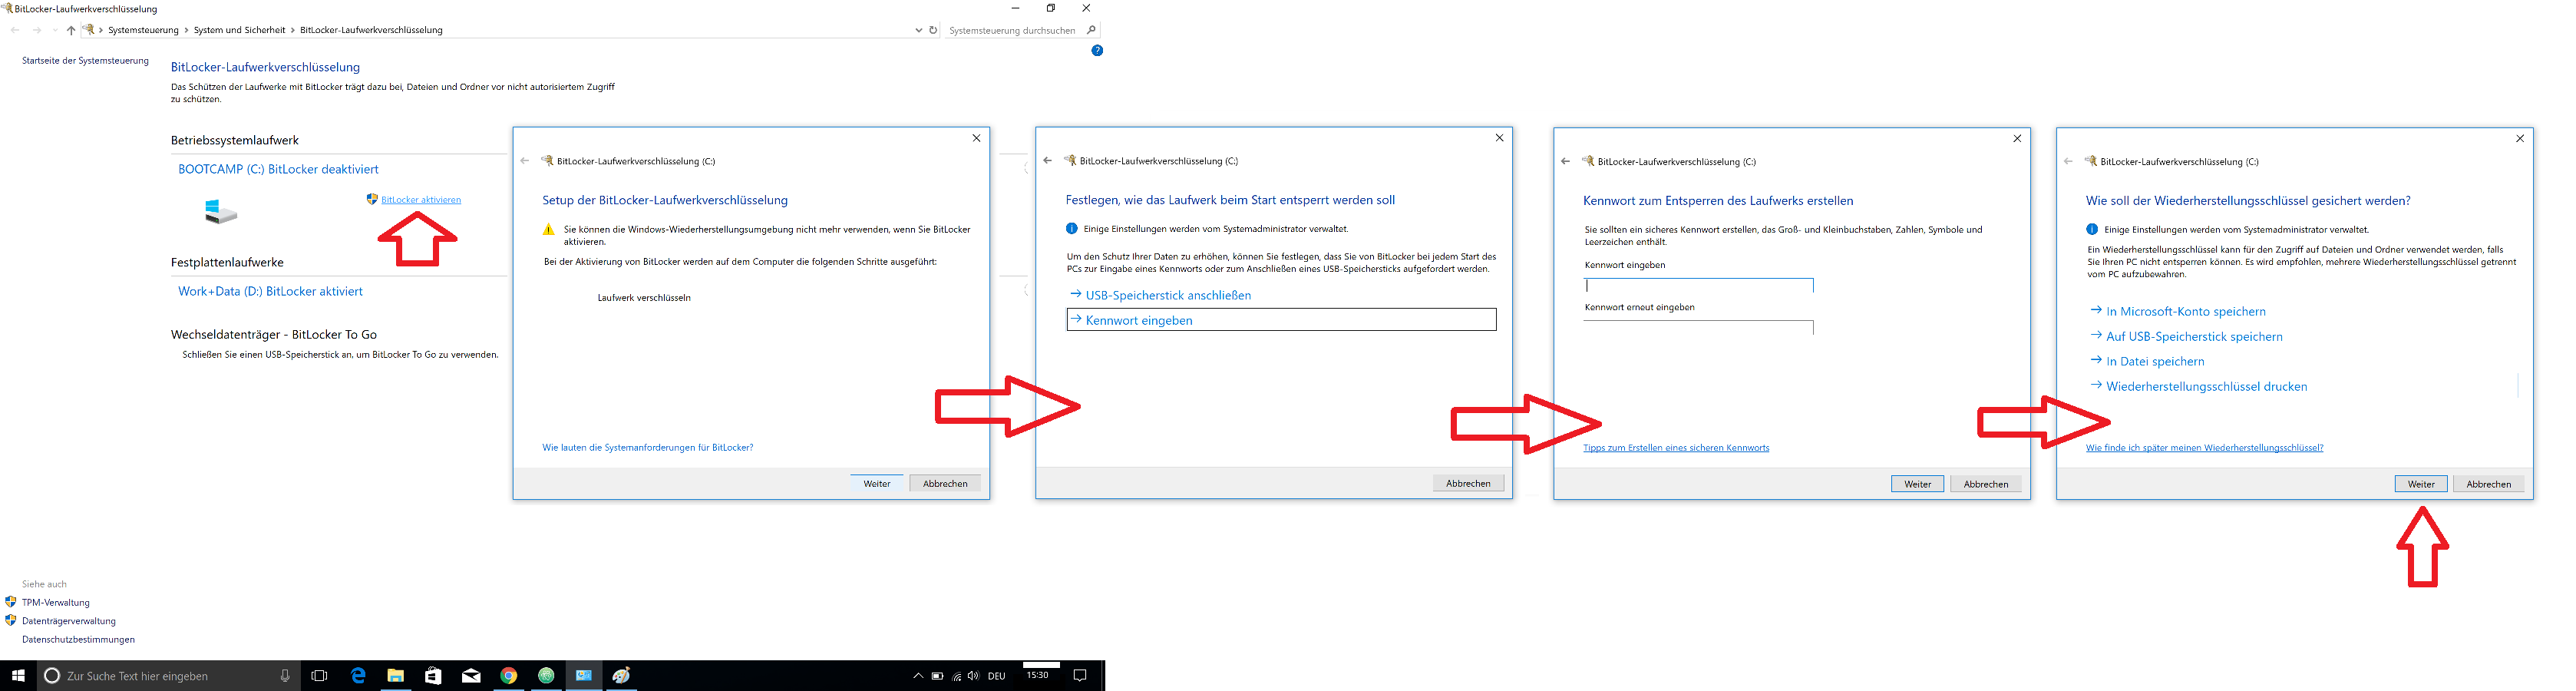 BitLocker-Laufwerkverschlüsselung
Systemsteuerung > System und Sicherheit > BitLocker-Laufwerkverschlüsselung
Systemsteuerung durchsuchen
?
Startseite der Systemsteuerung
BitLocker-Laufwerkverschlüsselung
Das Schützen der Laufwerke mit BitLocker trägt dazu bei, Dateien und Ordner vor nicht autorisiertem Zugriff
zu schützen.
Betriebssystemlaufwerk
BOOTCAMP (C:) BitLocker deaktiviert
BitLocker aktivieren
Festplattenlaufwerke
Work+Data (D:) BitLocker aktiviert
Wechseldatenträger - BitLocker To Go
Schließen Sie einen USB-Speicherstick an, um BitLocker To Go zu verwenden.
Siehe auch
TPM-Verwaltung
Datenträgerverwaltung
Datenschutzbestimmungen
BitLocker-Laufwerkverschlüsselung (C:)
Setup der BitLocker-Laufwerkverschlüsselung
Sie können die Windows-Wiederherstellungsumgebung nicht mehr verwenden, wenn Sie BitLocker
aktivieren.
Bei der Aktivierung von BitLocker werden auf dem Computer die folgenden Schritte ausgeführt:
Laufwerk verschlüsseln
Wie lauten die Systemanforderungen für BitLocker?
Weiter
Abbrechen
BitLocker-Laufwerkverschlüsselung (C:)
Festlegen, wie das Laufwerk beim Start entsperrt werden soll
Einige Einstellungen werden vom Systemadministrator verwaltet.
Um den Schutz Ihrer Daten zu erhöhen, können Sie festlegen, dass Sie von BitLocker bei jedem Start des
PCs zur Eingabe eines Kennworts oder zum Anschließen eines USB-Speichersticks aufgefordert werden.
USB-Speicherstick anschließen
Kennwort eingeben
Abbrechen
BitLocker-Laufwerkverschlüsselung (C:)
Kennwort zum Entsperren des Laufwerks erstellen
Sie sollten ein sicheres Kennwort erstellen, das Groß- und Kleinbuchstaben, Zahlen, Symbole und
Leerzeichen enthält.
Kennwort eingeben
Kennwort erneut eingeben
Tipps zum Erstellen eines sicheren Kennworts
Weiter
Abbrechen
BitLocker-Laufwerkverschlüsselung (C:)
Wie soll der Wiederherstellungsschlüssel gesichert werden?
Einige Einstellungen werden vom Systemadministrator verwaltet.
Ein Wiederherstellungsschlüssel kann für den Zugriff auf Dateien und Ordner verwendet werden, falls
Sie Ihren PC nicht entsperren können. Es wird empfohlen, mehrere Wiederherstellungsschlüssel getrennt
vom PC aufzubewahren.
In Microsoft-Konto speichern
Auf USB-Speicherstick speichern
In Datei speichern
Wiederherstellungsschlüssel drucken
Wie finde ich später meinen Wiederherstellungsschlüssel?
Weiter
Abbrechen
Zur Suche Text hier eingeben
DEU
15:30